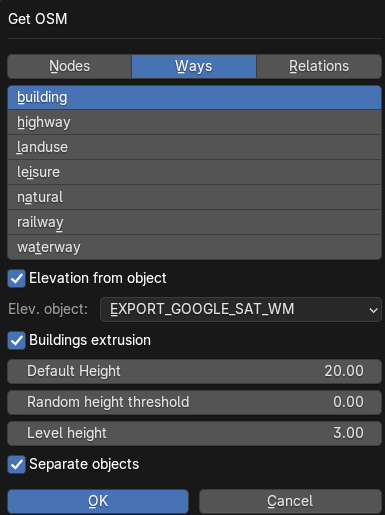 Get OSM
Nodes Ways Relations
building
highway
landuse
leisure
natural
railway
waterway
Elevation from object
Elev. object: EXPORT_GOOGLE_SAT_WM
Buildings extrusion
Default Height 20.00
Random height threshold 0.00
Level height 3.00
Separate objects
OK Cancel